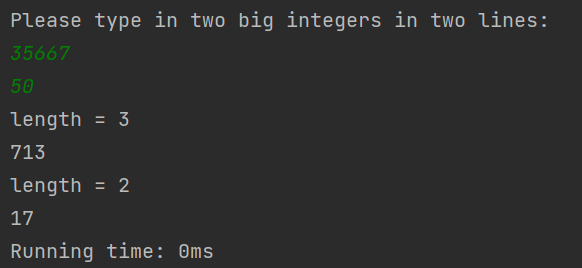 Please type in two big integers in two lines:
35667
50
length = 3
713
length = 2
17
Running time: 0ms